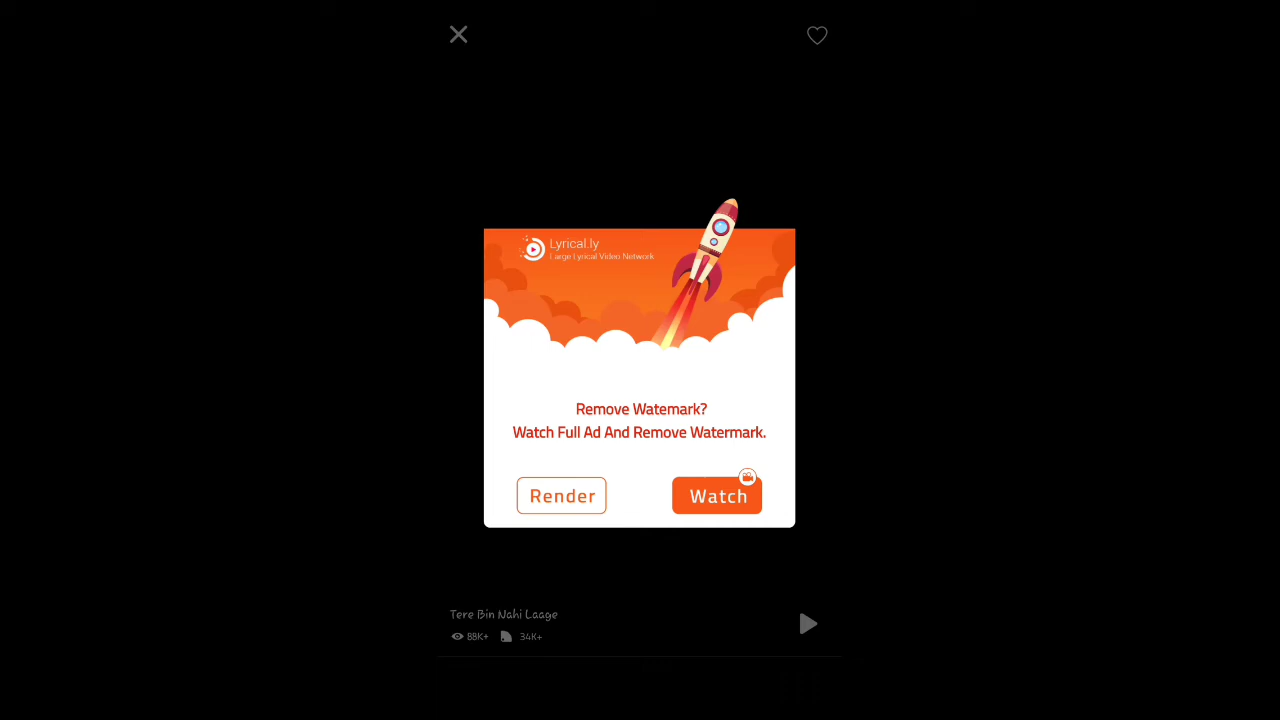 Lyrical.ly
Large Lyrical Video Network
Remove Watemark?
Watch Full Ad And Remove Watermark.
Render
Watch
Tere Bin Nahi Laage
88K+ 34K+